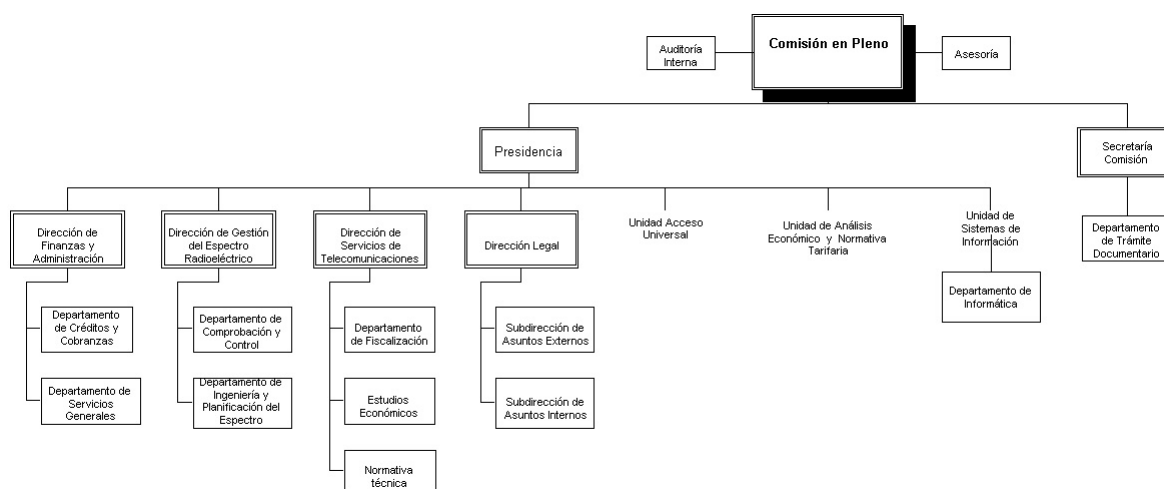 Comisión en Pleno
Auditoría
Interna
Asesoría
Presidencia
Secretaría
Comisión
Dirección de
Finanzas y
Administración
Dirección de Gestión
del Espectro
Radioeléctrico
Dirección de
Servicios de
Telecomunicaciones
Dirección Legal
Unidad Acceso
Universal
Unidad de Análisis
Económico y Normativa
Tarifaria
Unidad de
Sistemas de
Información
Departamento
de Trámite
Documentario
Departamento
de Créditos y
Cobranzas
Departamento de
Servicios
Generales
Departamento de
Comprobación y
Control
Departamento de
Ingeniería y
Planificación del
Espectro
Departamento
de Fiscalización
Estudios
Económicos
Normativa
técnica
Subdirección de
Asuntos Externos
Subdirección de
Asuntos Internos
Departamento de
Informática